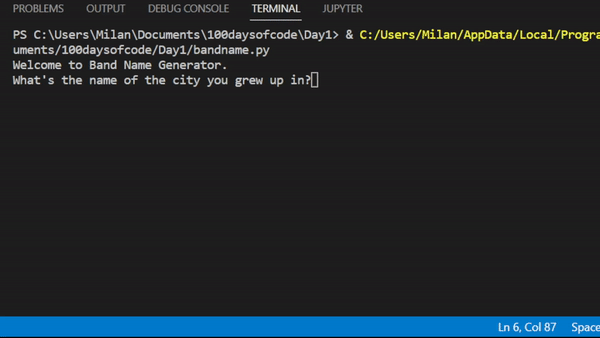 PROBLEMS OUTPUT DEBUG CONSOLE TERMINAL JUPYTER
PS C:\Users\Milan\Documents\100daysofcode\Day1> & C:/Users/Milan/AppData/Local/Progra
uments/100daysofcode/Day1/bandname.py
Welcome to Band Name Generator.
What's the name of the city you grew up in?
Ln 6, Col 87 Space